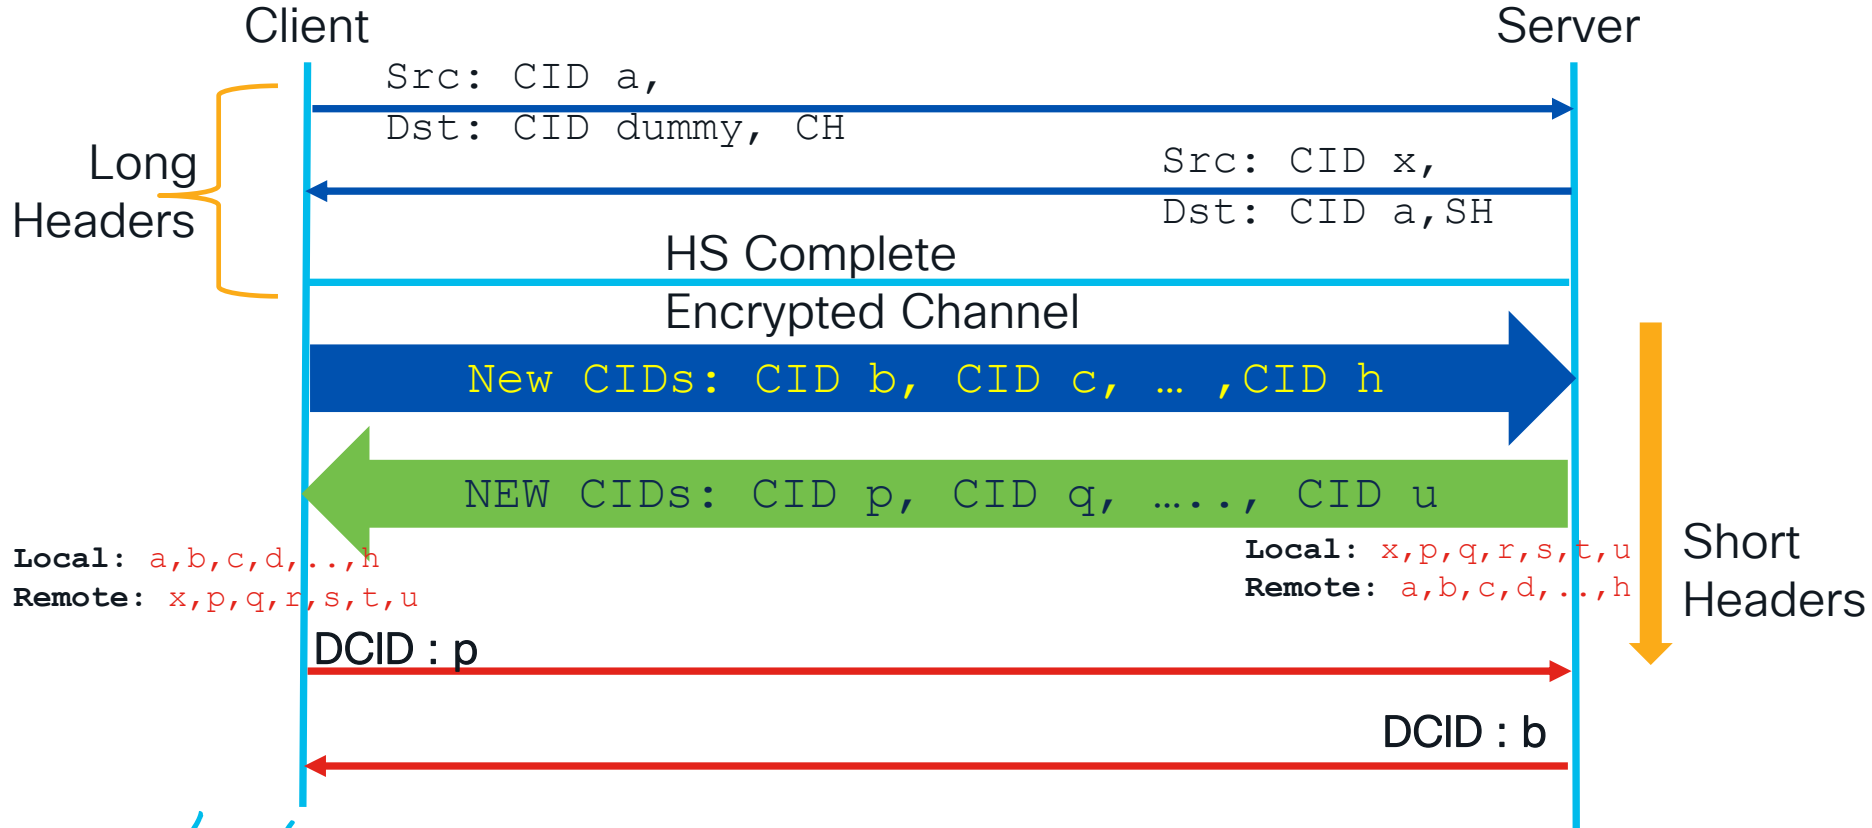 Client
Server
Src: CID a,
Dst: CID dummy, CH
Long
Headers
Src: CID x,
Dst: CID a,SH
HS Complete
Encrypted Channel
New CIDs: CID b, CID c, … ,CID h
NEW CIDs: CID p, CID q, ….., CID u
Local: a,b,c,d,..,h
Remote: x,p,q,r,s,t,u
Local: x,p,q,r,s,t,u
Remote: a,b,c,d,..,h
Short
Headers
DCID : p
DCID : b